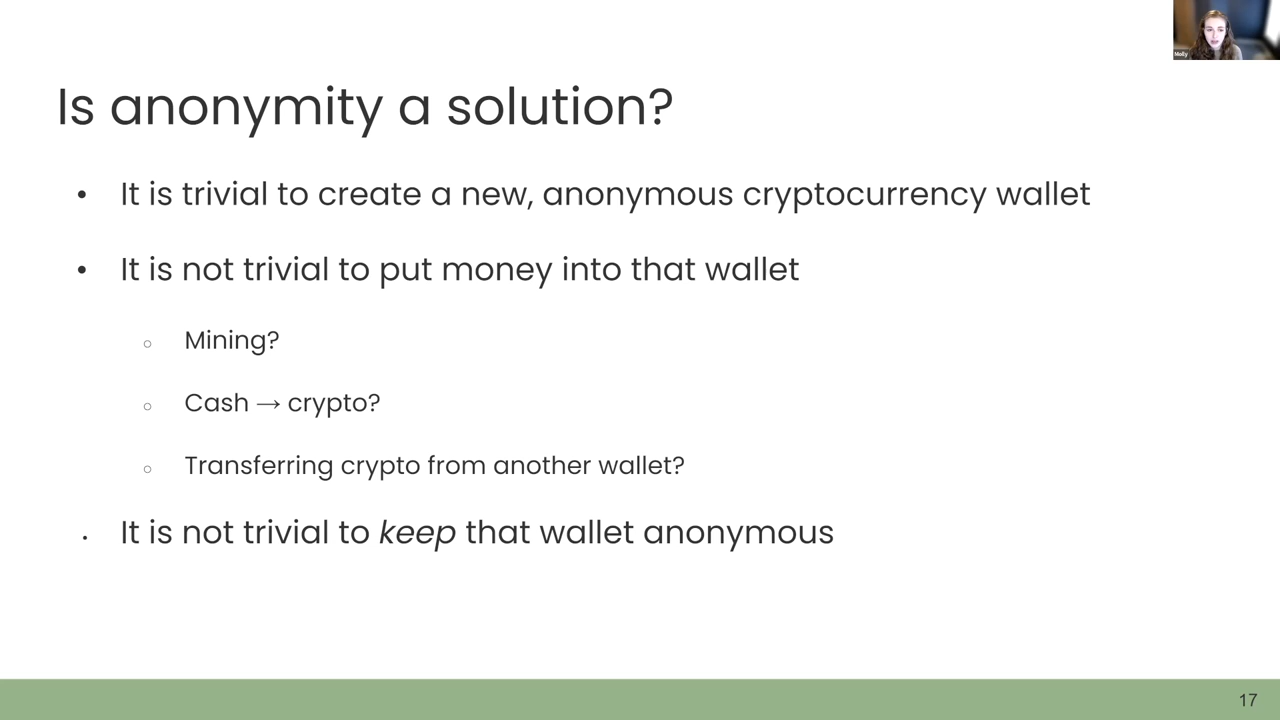 Molly
Is anonymity a solution?
• It is trivial to create a new, anonymous cryptocurrency wallet
• It is not trivial to put money into that wallet
○ Mining?
○ Cash → crypto?
○ Transferring crypto from another wallet?
• It is not trivial to keep that wallet anonymous
17